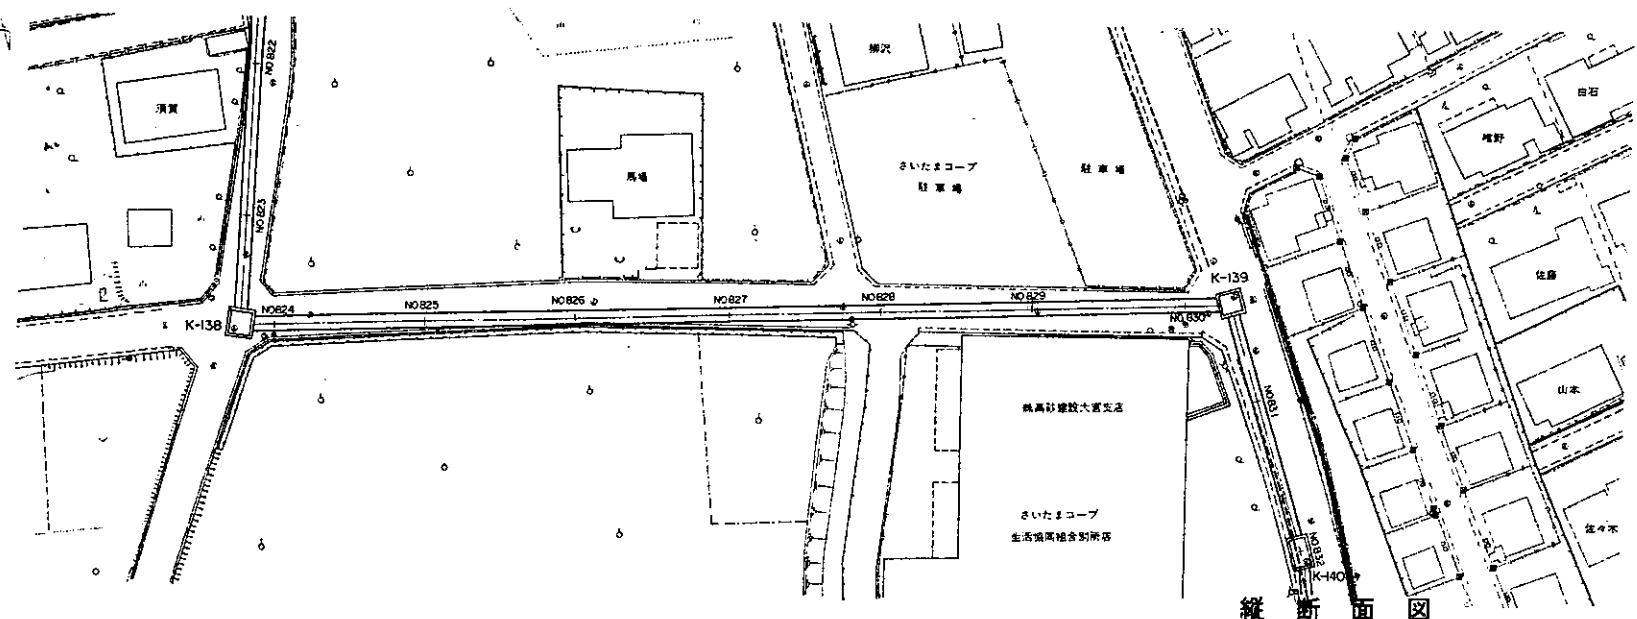 NO822
柳沢
須賀
白石
椎野
さいたまコープ
駐車場
駐車場
馬場
NO823
佐藤
K-139
NO824
NO825
NO826
NO827
NO828
NO829
NO830
K-138
山本
㈱髙砂建設大宮支店
NO831
さいたまコープ
生活協同組合別所店
佐々木
NO832
K-140
縦断面図